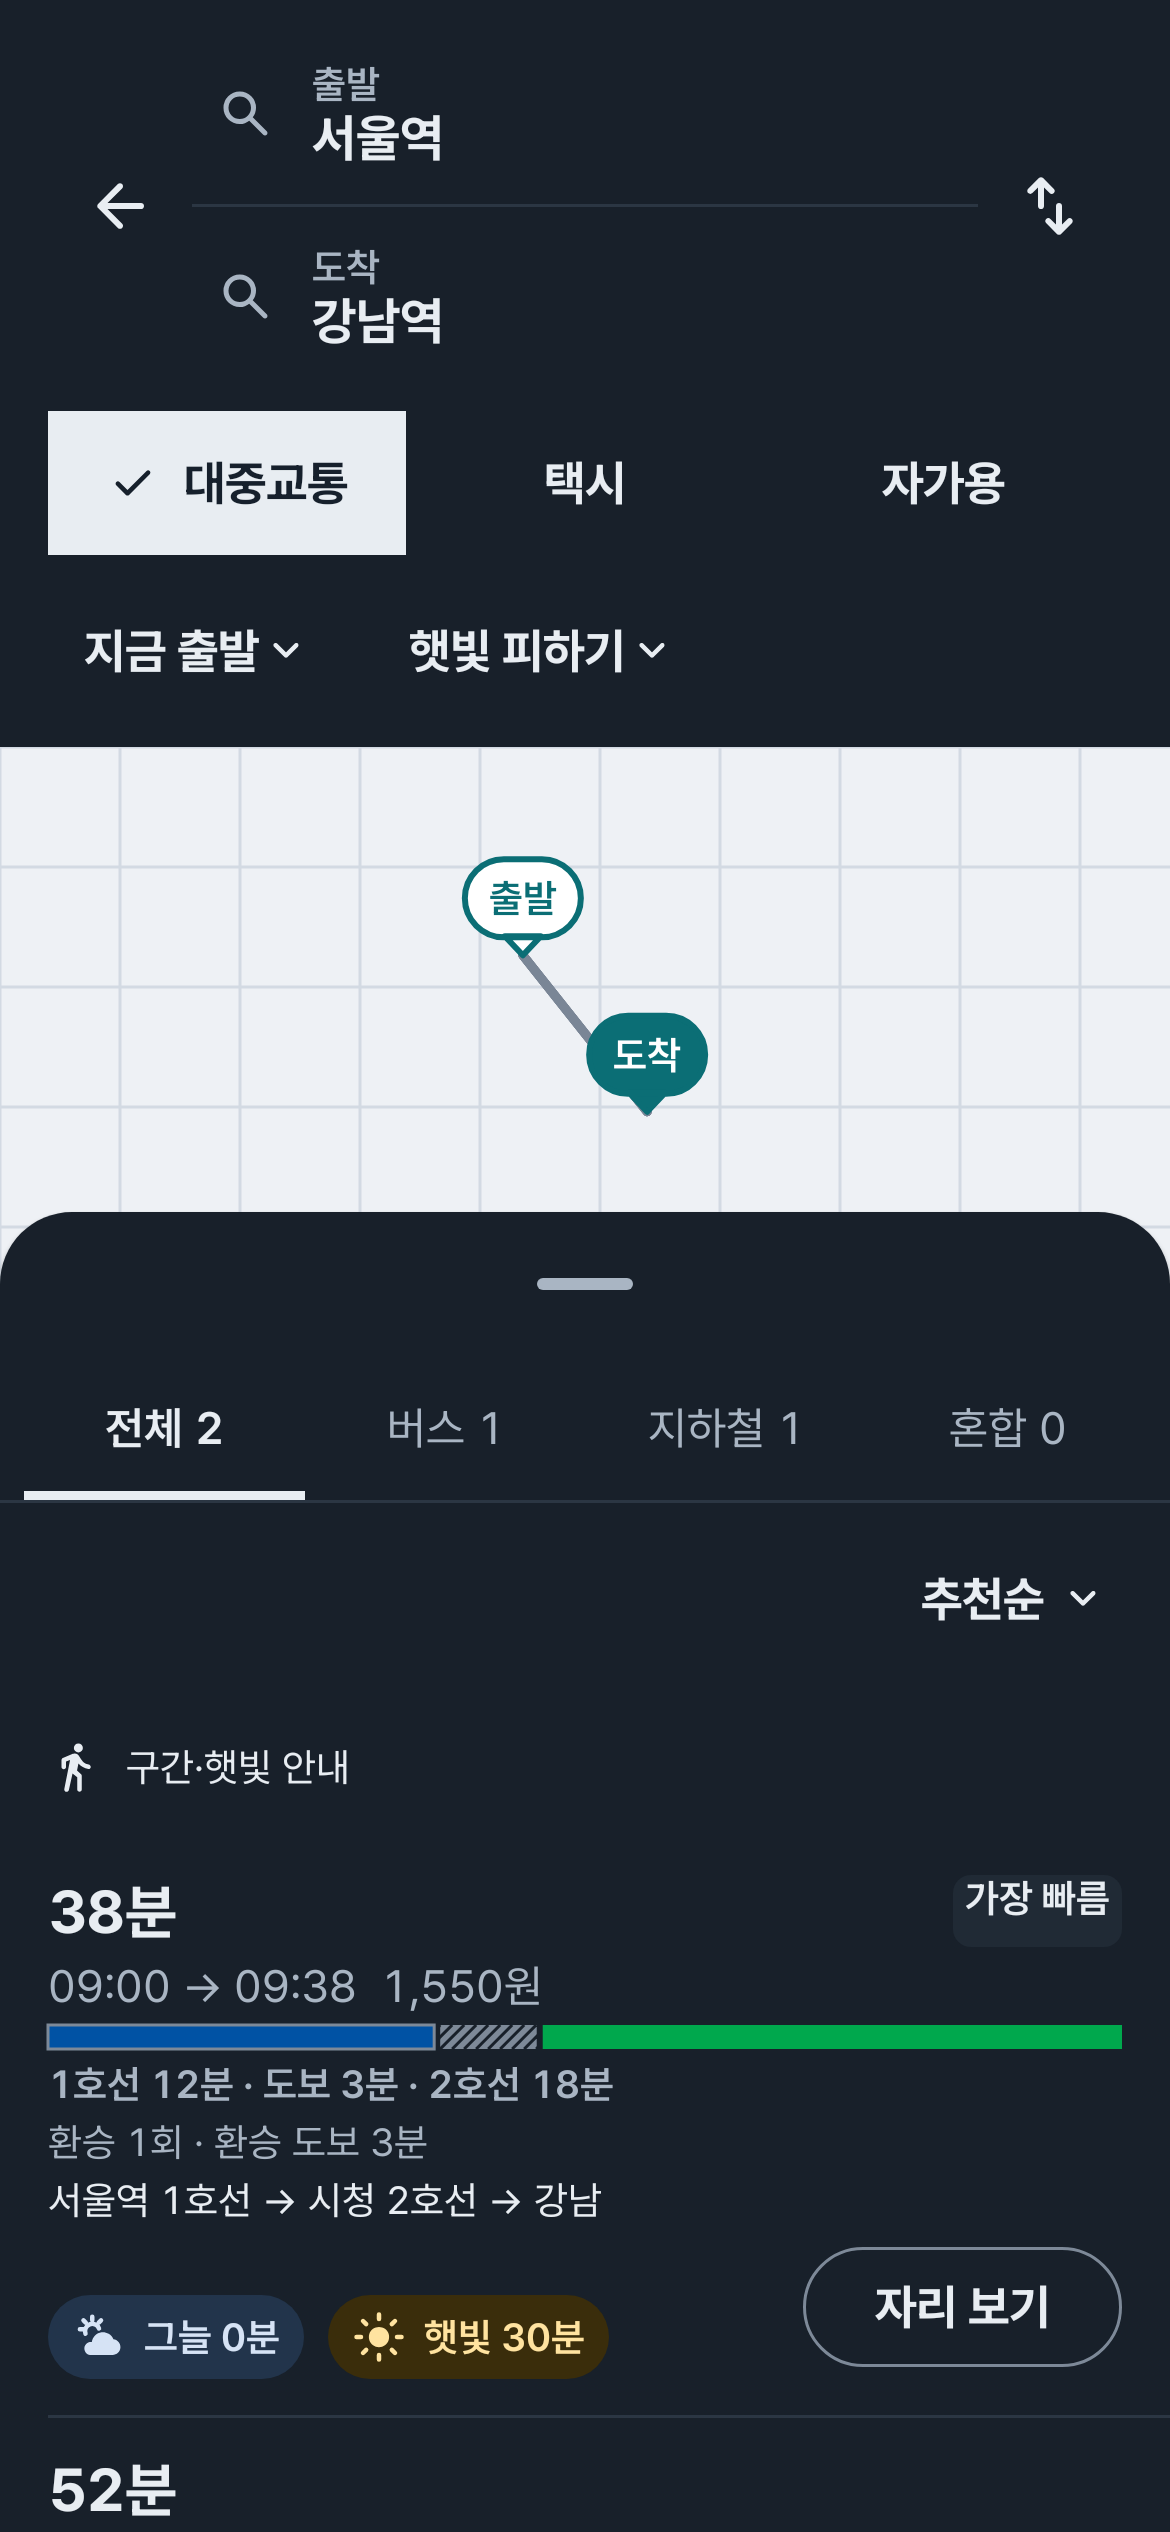 출발
서울역
도착
강남역
대중교통
택시
자가용
지금 출발
햇빛 피하기
출발
도착
전체 2
버스 1
지하철 1
혼합 0
추천순
구간·햇빛 안내
38분
가장 빠름
09:00 → 09:38 1,550원
1호선 12분 · 도보 3분 · 2호선 18분
환승 1회 · 환승 도보 3분
서울역 1호선 → 시청 2호선 → 강남
그늘 0분
햇빛 30분
자리 보기
52분